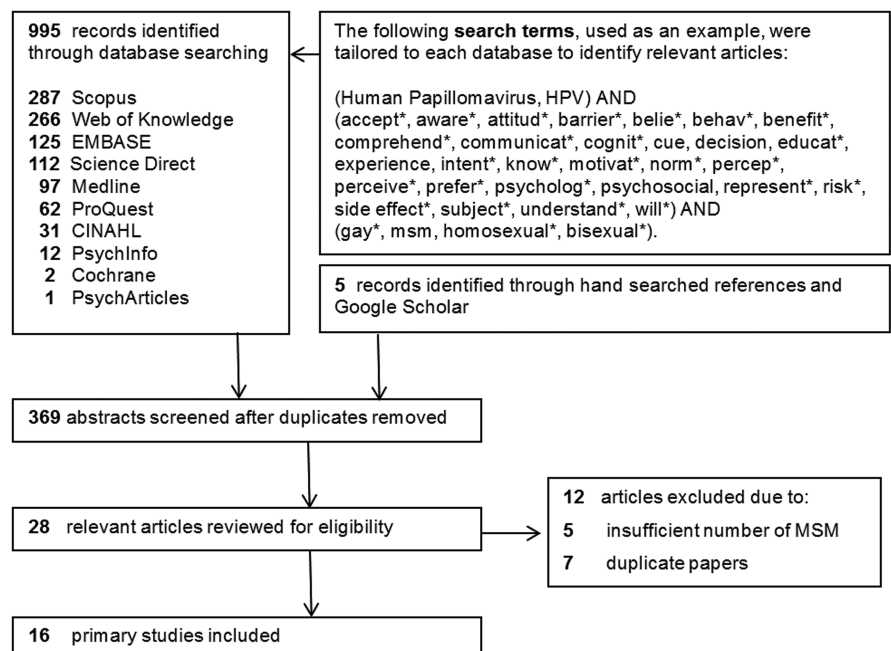 995 records identified
through database searching
287 Scopus
266 Web of Knowledge
125 EMBASE
112 Science Direct
97 Medline
62 ProQuest
31 CINAHL
12 PsychInfo
2 Cochrane
1 PsychArticles
The following search terms, used as an example, were
tailored to each database to identify relevant articles:
(Human Papillomavirus, HPV) AND
(accept*, aware*, attitud*, barrier*, belie*, behav*, benefit*,
comprehend*, communicat*, cognit*, cue, decision, educat*,
experience, intent*, know*, motivat*, norm*, percep*,
perceive*, prefer*, psycholog*, psychosocial, represent*, risk*,
side effect*, subject*, understand*, will*) AND
(gay*, msm, homosexual*, bisexual*).
5 records identified through hand searched references and
Google Scholar
369 abstracts screened after duplicates removed
28 relevant articles reviewed for eligibility
12 articles excluded due to:
5 insufficient number of MSM
7 duplicate papers
16 primary studies included